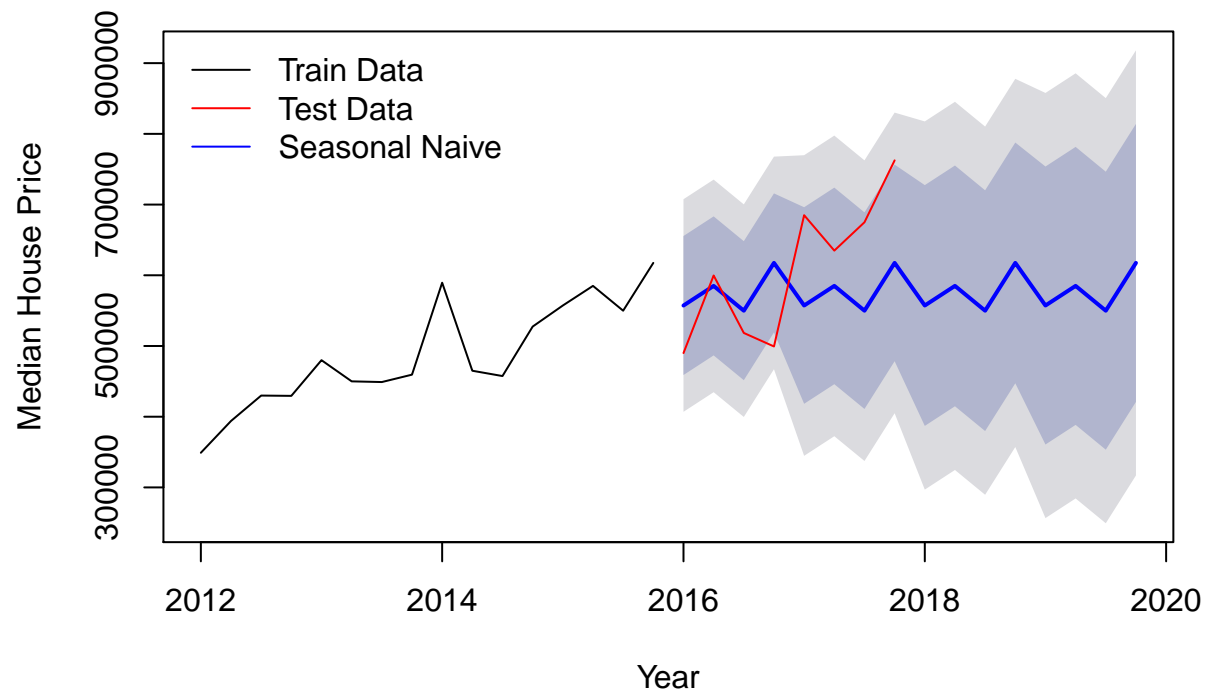 Train Data
Test Data
Seasonal Naive
Median House Price
900000
700000
500000
300000
2012
2014
2016
2018
2020
Year